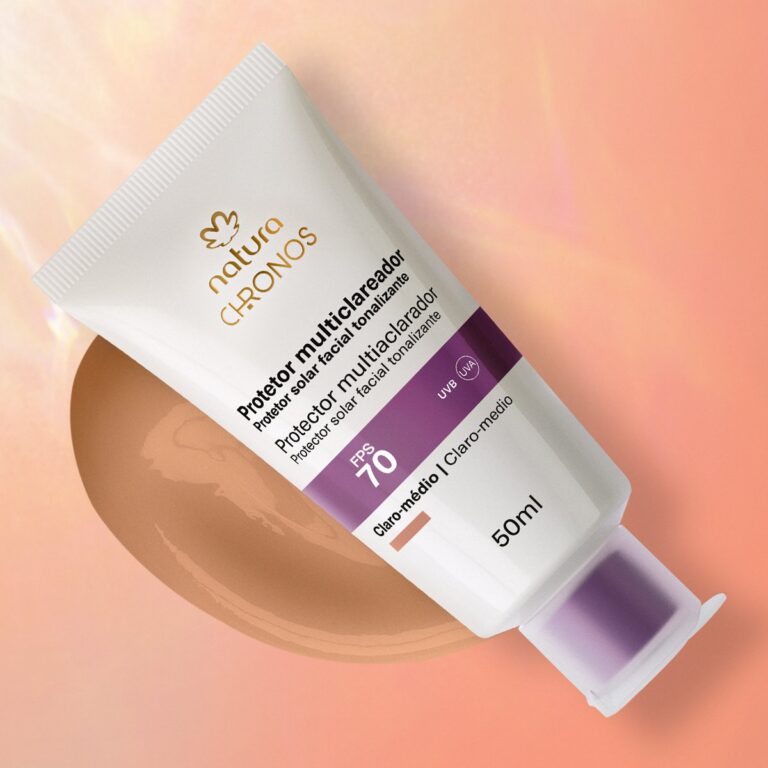 natura
CHRONOS
Protetor multiclareador
Protetor solar facial tonalizante
Protector multiaclarador
Protector solar facial tonalizante
FPS
70
UVB UVA
Claro-médio | Claro-medio
50ml